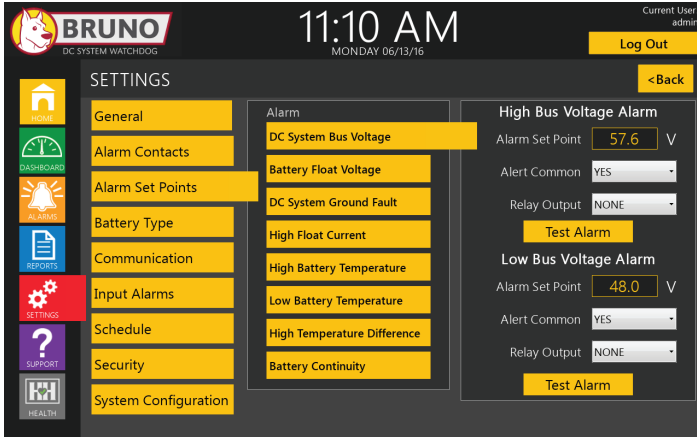 BRUNO
DC SYSTEM WATCHDOG
11:10 AM
MONDAY 06/13/16
Current User
admin
Log Out
SETTINGS
<Back
HOME
DASHBOARD
ALARMS
REPORTS
SETTINGS
SUPPORT
HEALTH
General
Alarm Contacts
Alarm Set Points
Battery Type
Communication
Input Alarms
Schedule
Security
System Configuration
Alarm
DC System Bus Voltage
Battery Float Voltage
DC System Ground Fault
High Float Current
High Battery Temperature
Low Battery Temperature
High Temperature Difference
Battery Continuity
High Bus Voltage Alarm
Alarm Set Point 57.6 V
Alert Common YES
Relay Output NONE
Test Alarm
Low Bus Voltage Alarm
Alarm Set Point 48.0 V
Alert Common YES
Relay Output NONE
Test Alarm